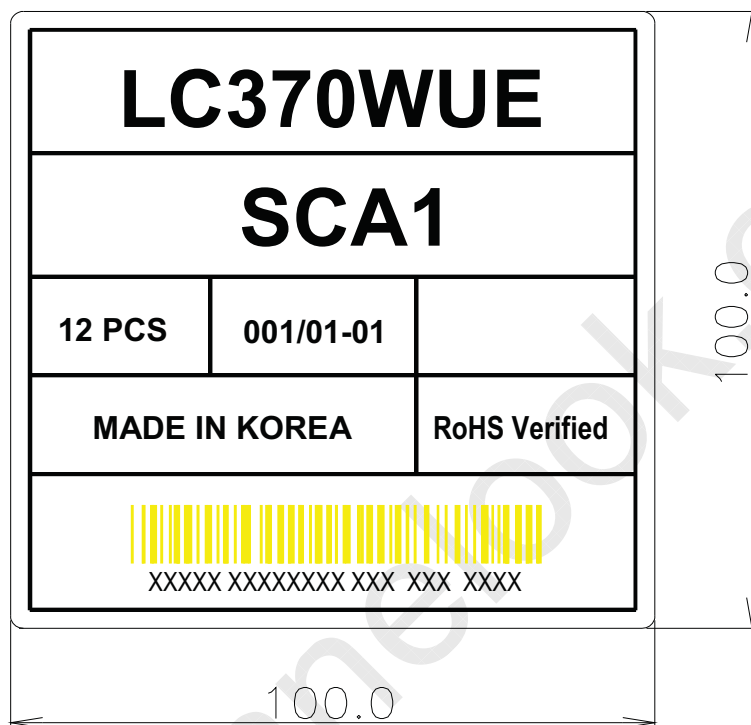 LC370WUE
SCA1
12 PCS 001/01-01
MADE IN KOREA RoHS Verified
XXXXX XXXXXXXX XXX XXX XXXX
100.0
100.0